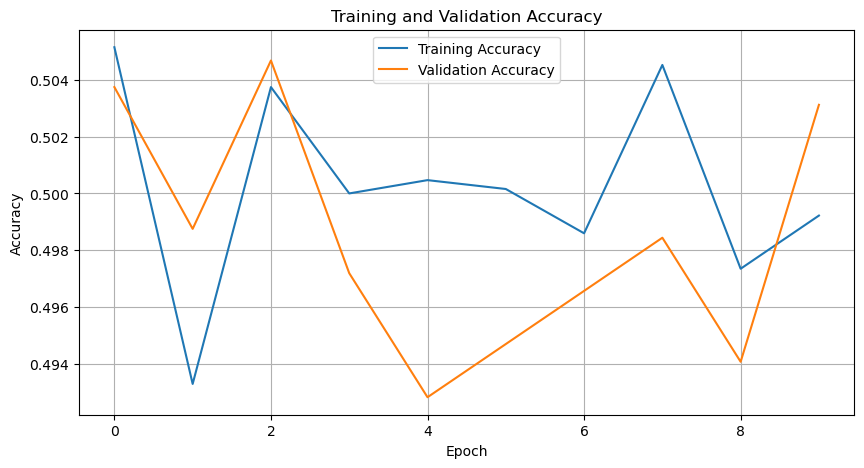 Training and Validation Accuracy
Training Accuracy
Validation Accuracy
Accuracy
0.504
0.502
0.500
0.498
0.496
0.494
0 2 4 6 8
Epoch